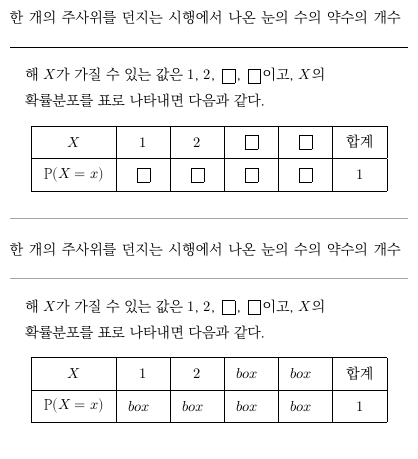 한 개의 주사위를 던지는 시행에서 나온 눈의 수의 약수의 개수
해 X가 가질 수 있는 값은 1, 2, □, □이고, X의
확률분포를 표로 나타내면 다음과 같다.
X 1 2 □ □ 합계
P(X = x) □ □ □ □ 1
한 개의 주사위를 던지는 시행에서 나온 눈의 수의 약수의 개수
해 X가 가질 수 있는 값은 1, 2, □, □이고, X의
확률분포를 표로 나타내면 다음과 같다.
X 1 2 box box 합계
P(X = x) box box box box 1